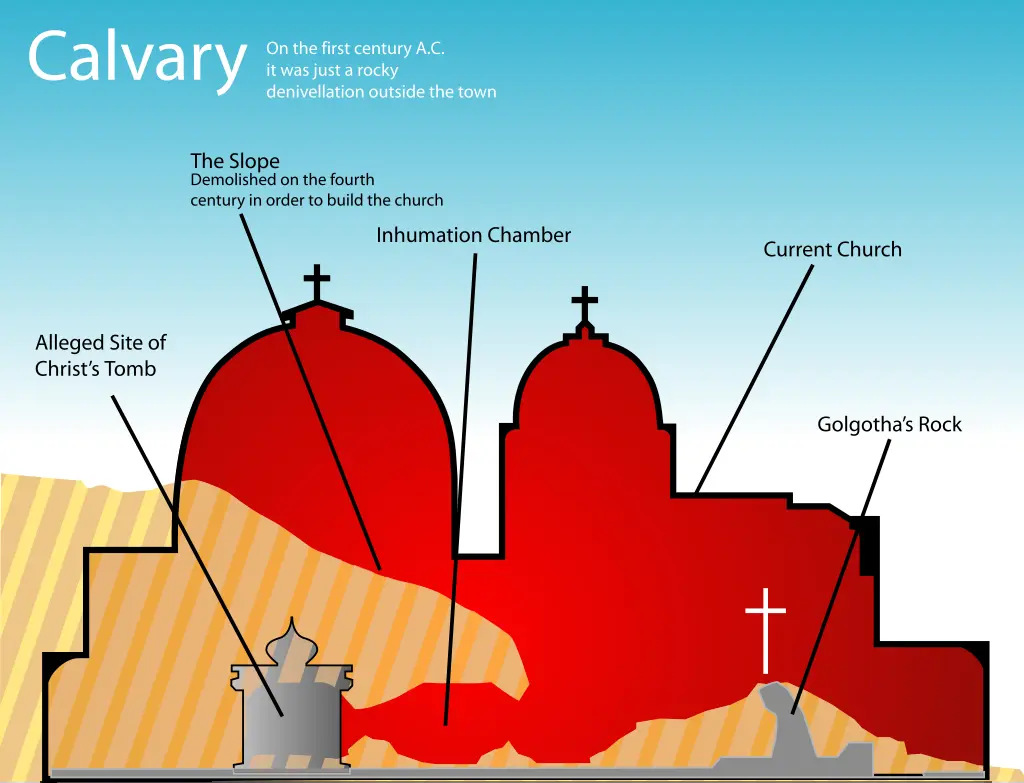 Calvary
On the first century A.C.
it was just a rocky
denivellation outside the town
The Slope
Demolished on the fourth
century in order to build the church
Inhumation Chamber
Current Church
Alleged Site of
Christ's Tomb
Golgotha's Rock